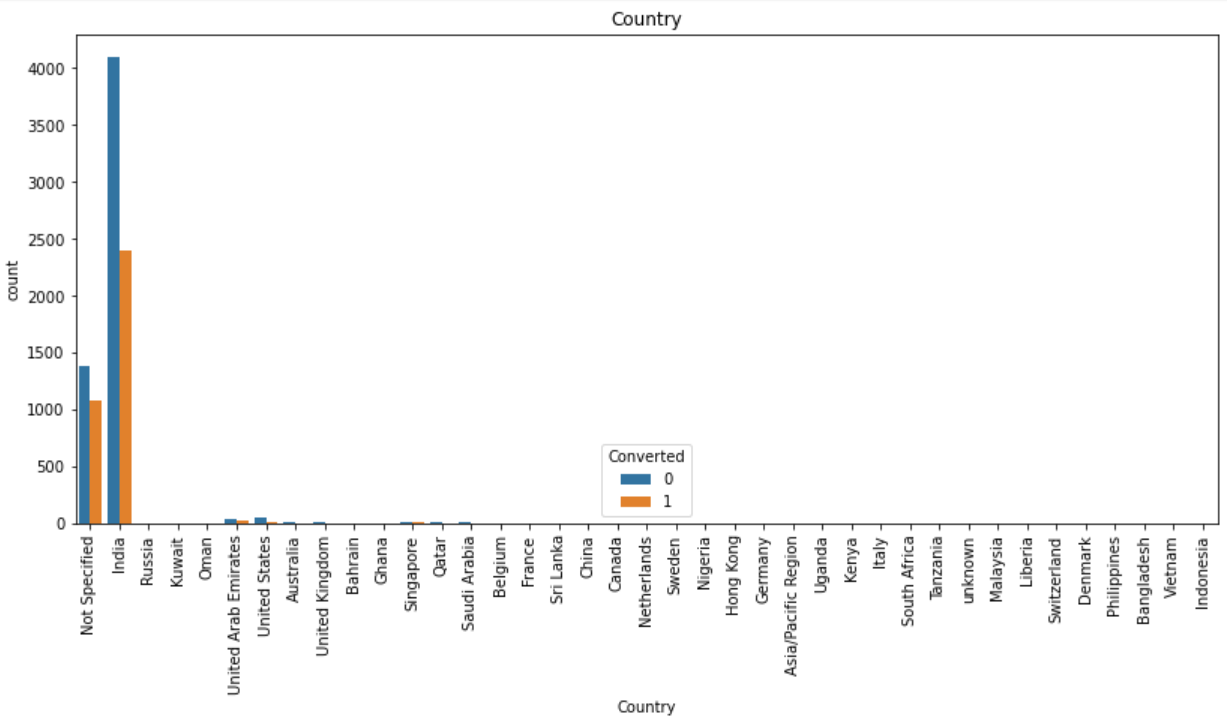 Country
4000
3500
3000
2500
2000
1500
1000
500
0
count
Converted
0
1
Not Specified
India
Russia
Kuwait
Oman
United Arab Emirates
United States
Australia
United Kingdom
Bahrain
Ghana
Singapore
Qatar
Saudi Arabia
Belgium
France
Sri Lanka
China
Canada
Netherlands
Sweden
Nigeria
Hong Kong
Germany
Asia/Pacific Region
Uganda
Kenya
Italy
South Africa
Tanzania
unknown
Malaysia
Liberia
Switzerland
Denmark
Philippines
Bangladesh
Vietnam
Indonesia
Country